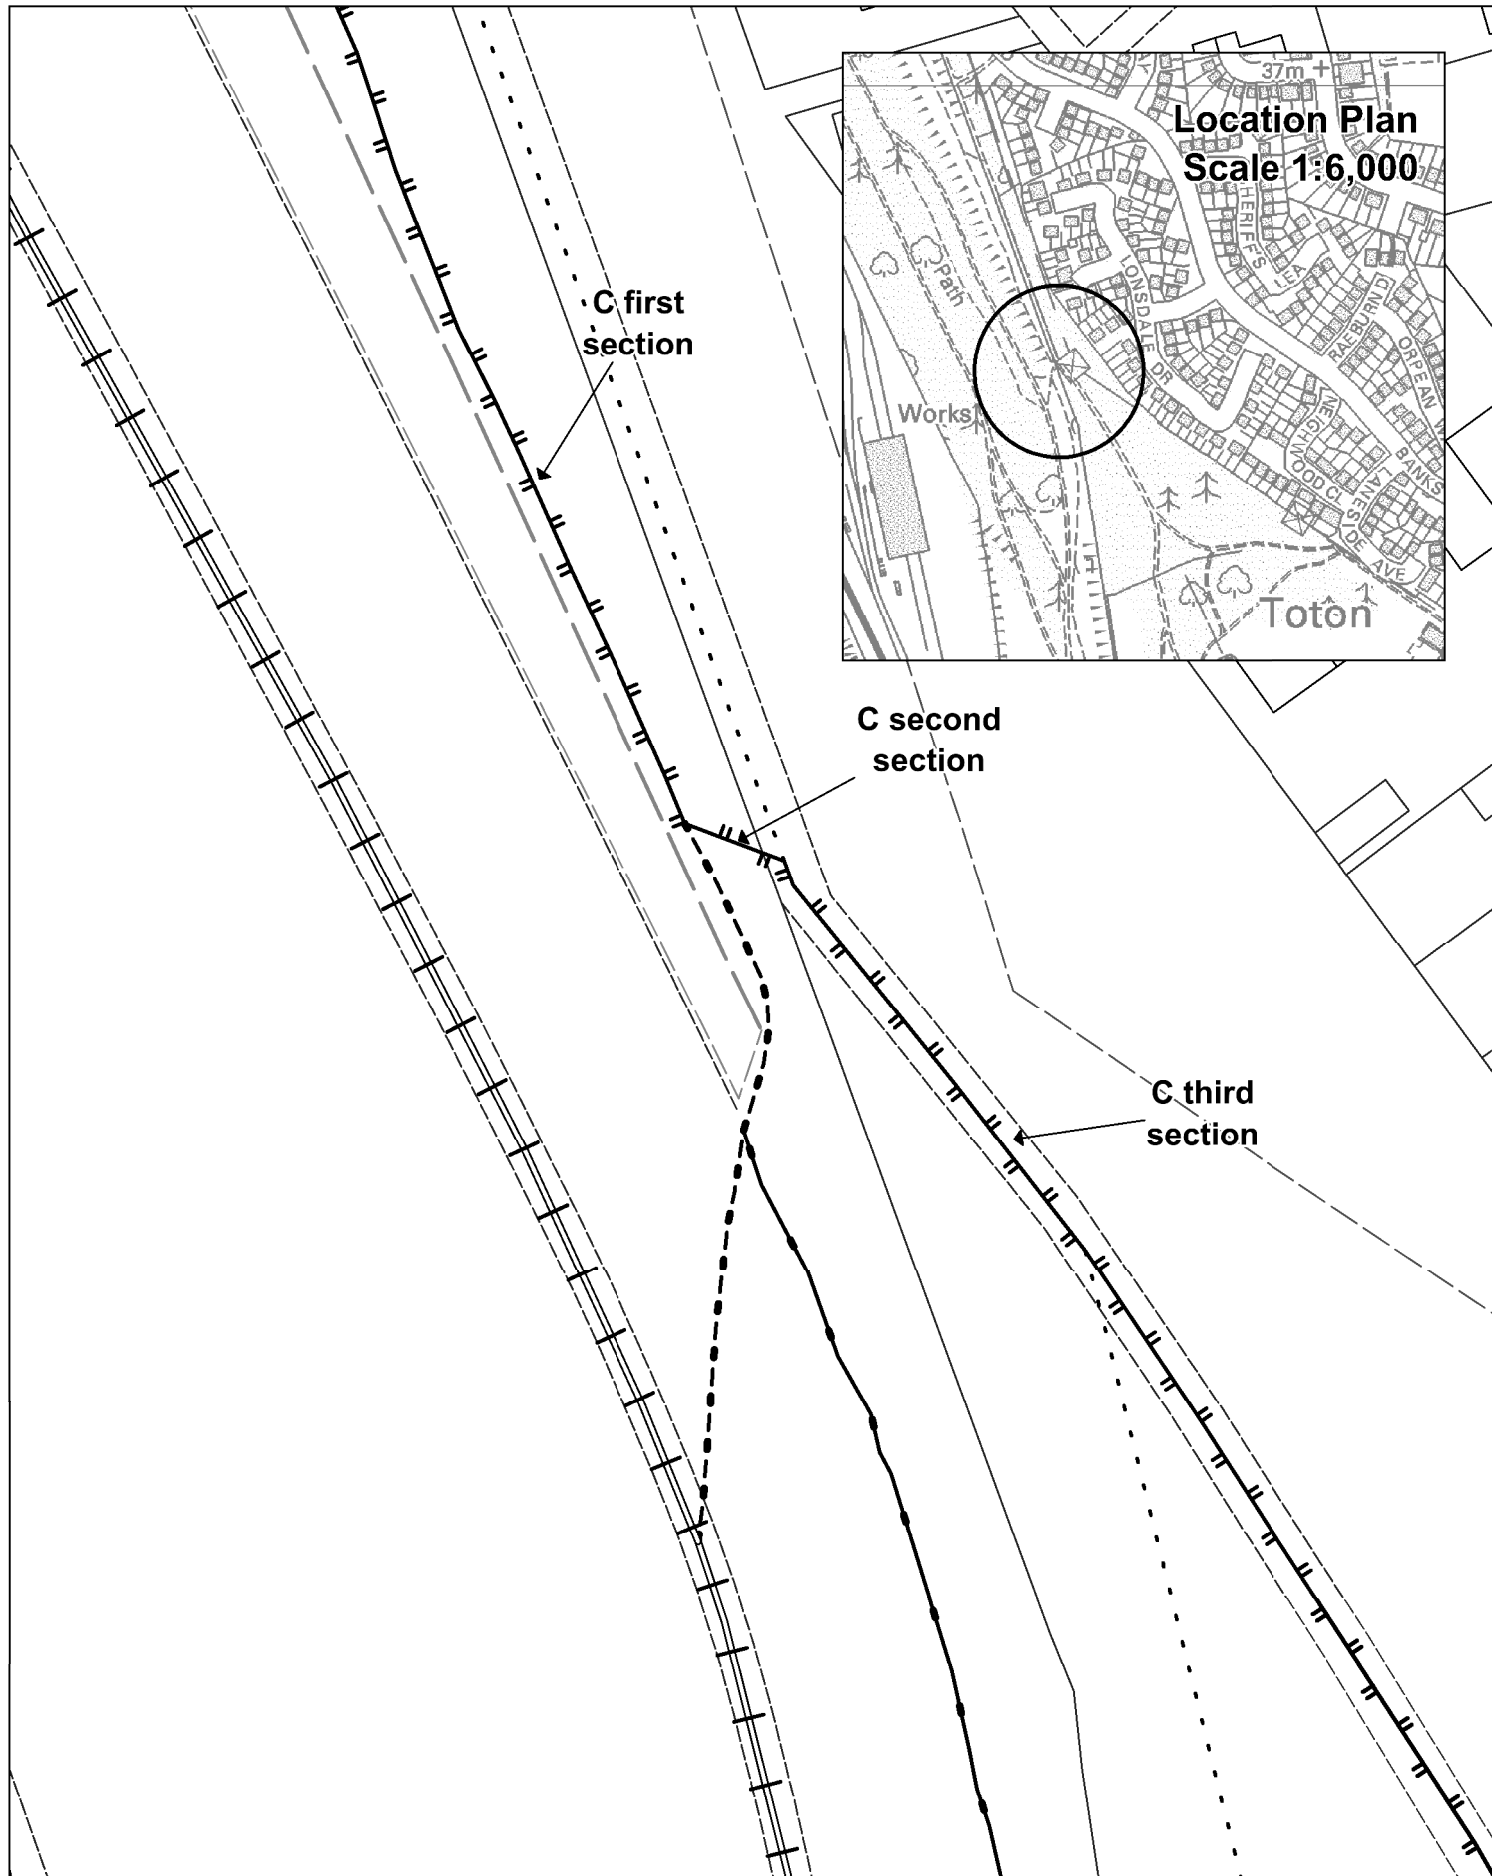 37m
Location Plan
Scale 1:6,000
C first
section
Path
LONSDALE DR
RAEBURN D
ORPEAN W
Works
BANKS
LANESIDE
AVE
Toton
C second
section
C third
section